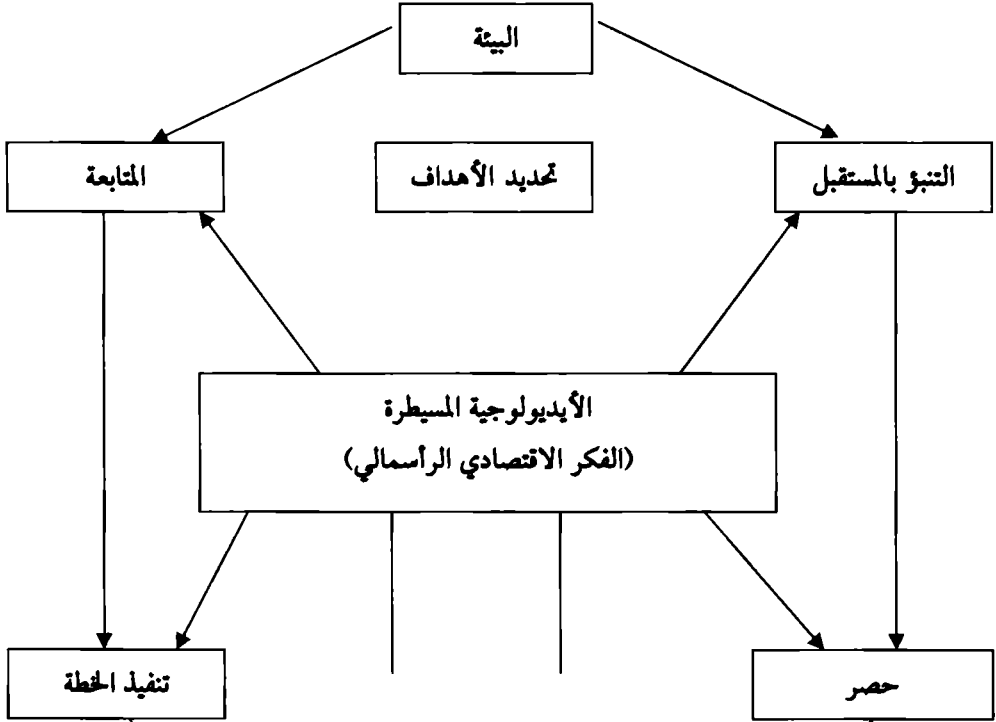 البيئة
التنبؤ بالمستقبل
تحديد الأهداف
المتابعة
الأيديولوجية المسيطرة
(الفكر الاقتصادي الرأسمالي)
حصر
تنفيذ الخطة